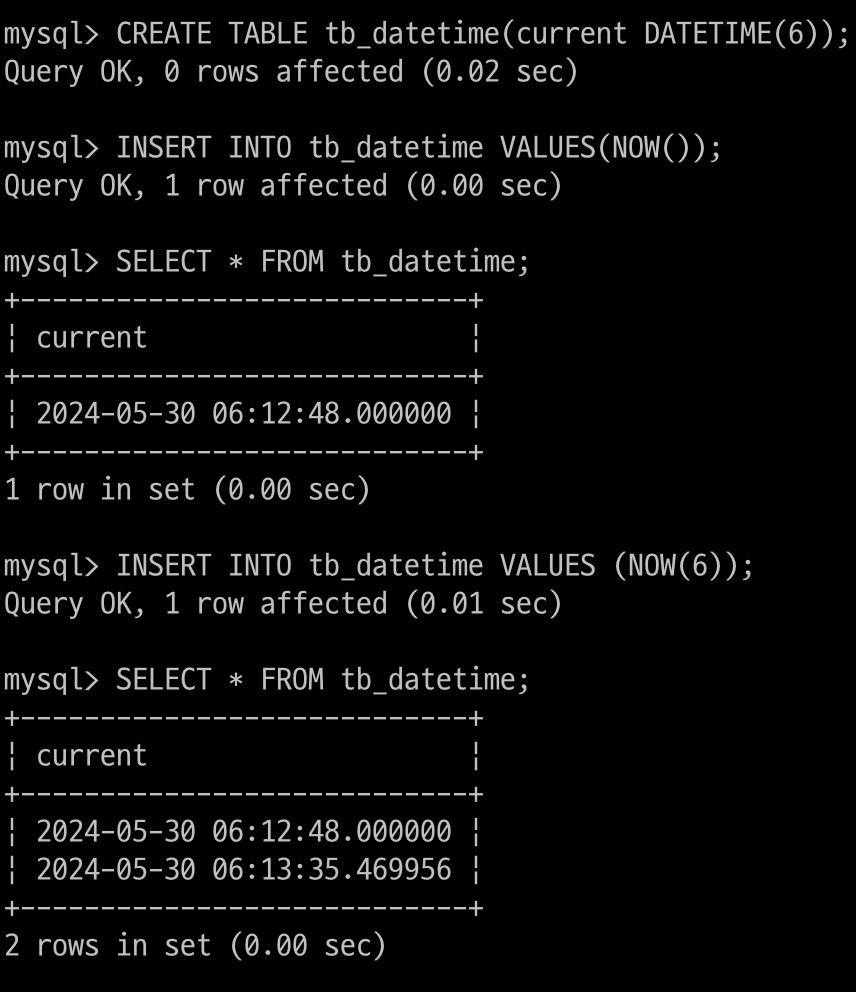 mysql> CREATE TABLE tb_datetime(current DATETIME(6));
Query OK, 0 rows affected (0.02 sec)
mysql> INSERT INTO tb_datetime VALUES(NOW());
Query OK, 1 row affected (0.00 sec)
mysql> SELECT * FROM tb_datetime;
+----------------------------+
| current                    |
+----------------------------+
| 2024-05-30 06:12:48.000000 |
+----------------------------+
1 row in set (0.00 sec)
mysql> INSERT INTO tb_datetime VALUES (NOW(6));
Query OK, 1 row affected (0.01 sec)
mysql> SELECT * FROM tb_datetime;
+----------------------------+
| current                    |
+----------------------------+
| 2024-05-30 06:12:48.000000 |
| 2024-05-30 06:13:35.469956 |
+----------------------------+
2 rows in set (0.00 sec)